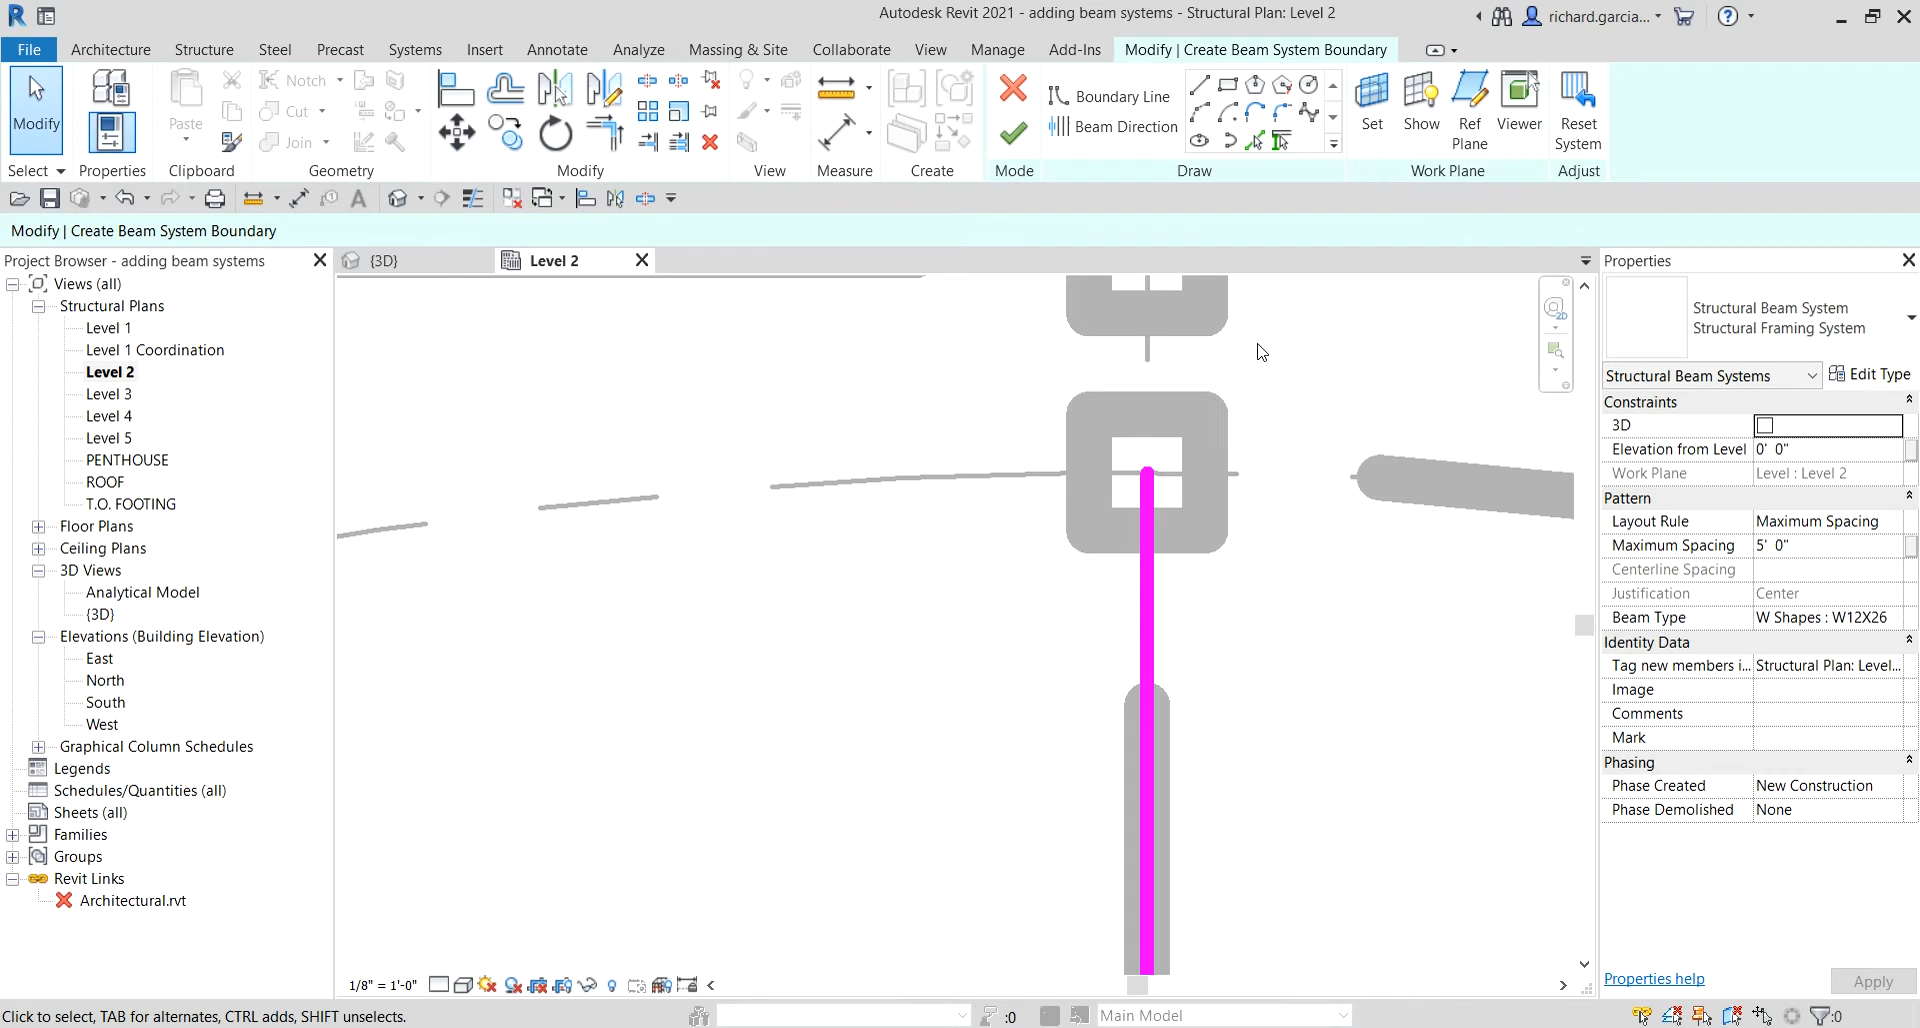 Autodesk Revit 2021 - adding beam systems - Structural Plan: Level 2
richard.garcia...
File Architecture Structure Steel Precast Systems Insert Annotate Analyze Massing & Site Collaborate View Manage Add-Ins Modify | Create Beam System Boundary
Modify
Paste
Notch
Cut
Join
Boundary Line
Beam Direction
Set
Show
Ref
Plane
Viewer
Reset
System
Select Properties Clipboard Geometry Modify View Measure Create Mode Draw Work Plane Adjust
Modify | Create Beam System Boundary
Project Browser - adding beam systems
{3D}
Level 2
Properties
Views (all)
Structural Plans
Level 1
Level 1 Coordination
Level 2
Level 3
Level 4
Level 5
PENTHOUSE
ROOF
T.O. FOOTING
Floor Plans
Ceiling Plans
3D Views
Analytical Model
{3D}
Elevations (Building Elevation)
East
North
South
West
Graphical Column Schedules
Legends
Schedules/Quantities (all)
Sheets (all)
Families
Groups
Revit Links
Architectural.rvt
2D
Structural Beam System
Structural Framing System
Structural Beam Systems Edit Type
Constraints
3D
Elevation from Level 0' 0"
Work Plane Level : Level 2
Pattern
Layout Rule Maximum Spacing
Maximum Spacing 5' 0"
Centerline Spacing
Justification Center
Beam Type W Shapes : W12X26
Identity Data
Tag new members i... Structural Plan: Level...
Image
Comments
Mark
Phasing
Phase Created New Construction
Phase Demolished None
Properties help Apply
1/8" = 1'-0"
Click to select, TAB for alternates, CTRL adds, SHIFT unselects.
:0
Main Model
:0